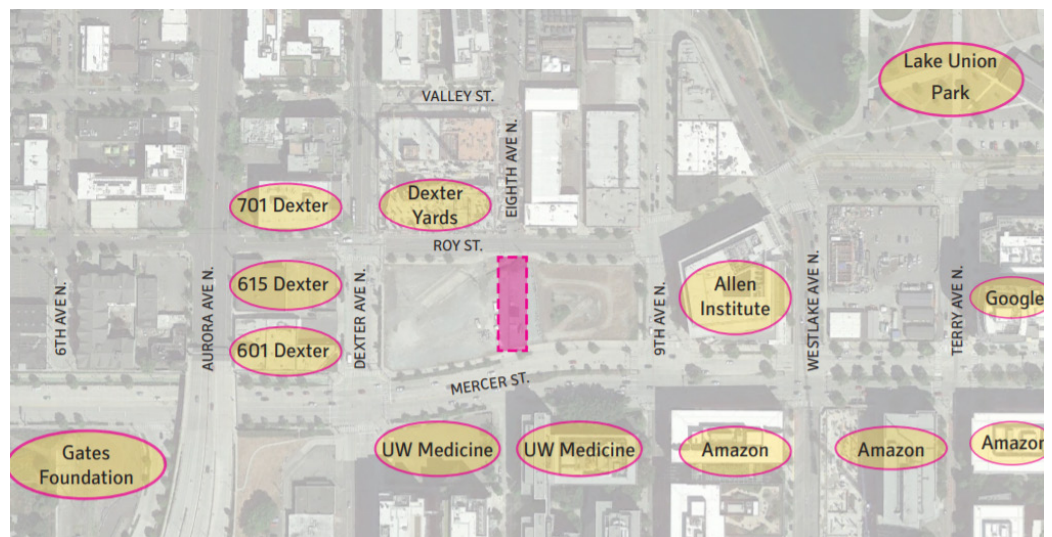 Lake Union
Park
VALLEY ST.
EIGHTH AVE N.
701 Dexter
Dexter
Yards
ROY ST.
6TH AVE N.
AURORA AVE N.
615 Dexter
601 Dexter
DEXTER AVE N.
9TH AVE N.
Allen
Institute
WESTLAKE AVE N.
TERRY AVE N.
Google
MERCER ST.
Gates
Foundation
UW Medicine
UW Medicine
Amazon
Amazon
Amazon